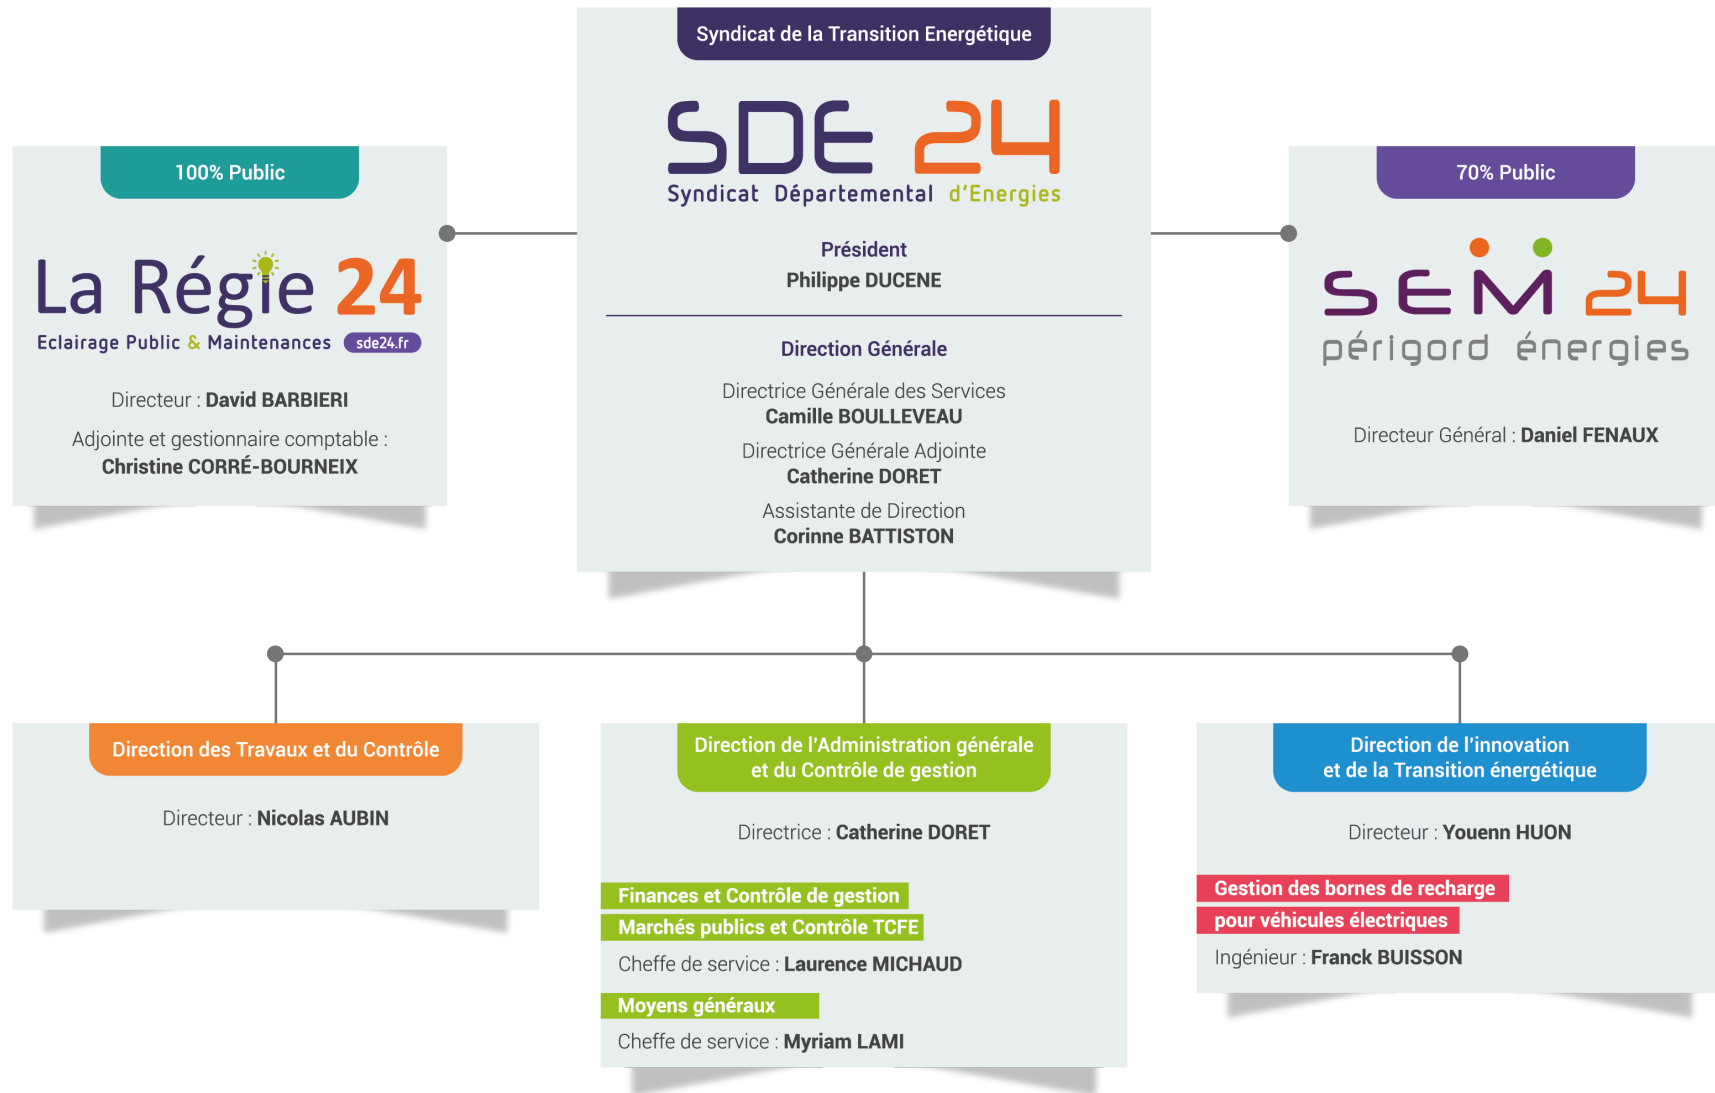 Syndicat de la Transition Energétique
SDE 24
Syndicat Départemental d'Energies
Président
Philippe DUCENE
Direction Générale
Directrice Générale des Services
Camille BOULLEVEAU
Directrice Générale Adjointe
Catherine DORET
Assistante de Direction
Corinne BATTISTON
100% Public
La Régie 24
Eclairage Public & Maintenances sde24.fr
Directeur : David BARBIERI
Adjointe et gestionnaire comptable :
Christine CORRÉ-BOURNEIX
70% Public
SEM 24
périgord énergies
Directeur Général : Daniel FENAUX
Direction des Travaux et du Contrôle
Directeur : Nicolas AUBIN
Direction de l'Administration générale
et du Contrôle de gestion
Directrice : Catherine DORET
Finances et Contrôle de gestion
Marchés publics et Contrôle TCFE
Cheffe de service : Laurence MICHAUD
Moyens généraux
Cheffe de service : Myriam LAMI
Direction de l'innovation
et de la Transition énergétique
Directeur : Youenn HUON
Gestion des bornes de recharge
pour véhicules électriques
Ingénieur : Franck BUISSON